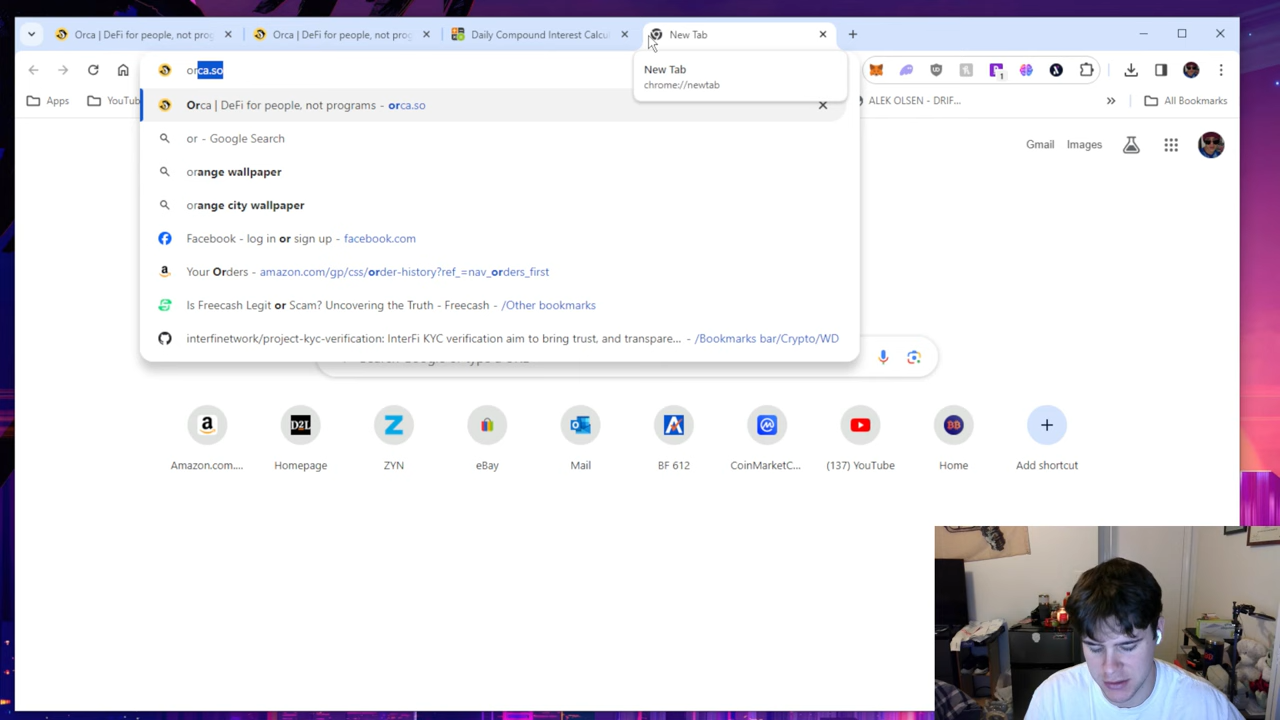 Orca | DeFi for people, not prog
Orca | DeFi for people, not prog
Daily Compound Interest Calcu
New Tab
orca.so
New Tab
chrome://newtab
1
Apps
YouTub
ALEK OLSEN - DRIF...
»
All Bookmarks
Orca | DeFi for people, not programs - orca.so
or - Google Search
orange wallpaper
orange city wallpaper
Facebook - log in or sign up - facebook.com
Your Orders - amazon.com/gp/css/order-history?ref_=nav_orders_first
Is Freecash Legit or Scam? Uncovering the Truth - Freecash - /Other bookmarks
interfinetwork/project-kyc-verification: InterFi KYC verification aim to bring trust, and transpare... - /Bookmarks bar/Crypto/WD
Gmail
Images
D2L
BB
Amazon.com....
Homepage
ZYN
eBay
Mail
BF 612
CoinMarketC...
(137) YouTube
Home
Add shortcut